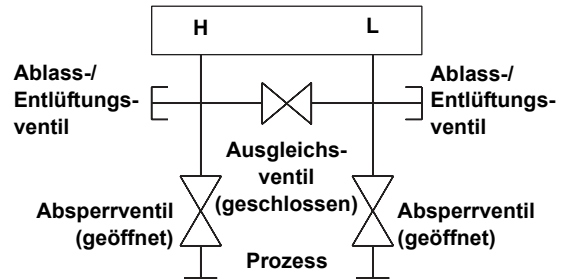 H L
Ablass-/
Entlüftungs-
ventil
Ablass-/
Entlüftungs-
ventil
Ausgleichs-
ventil
(geschlossen)
Absperrventil
(geöffnet)
Absperrventil
(geöffnet)
Prozess